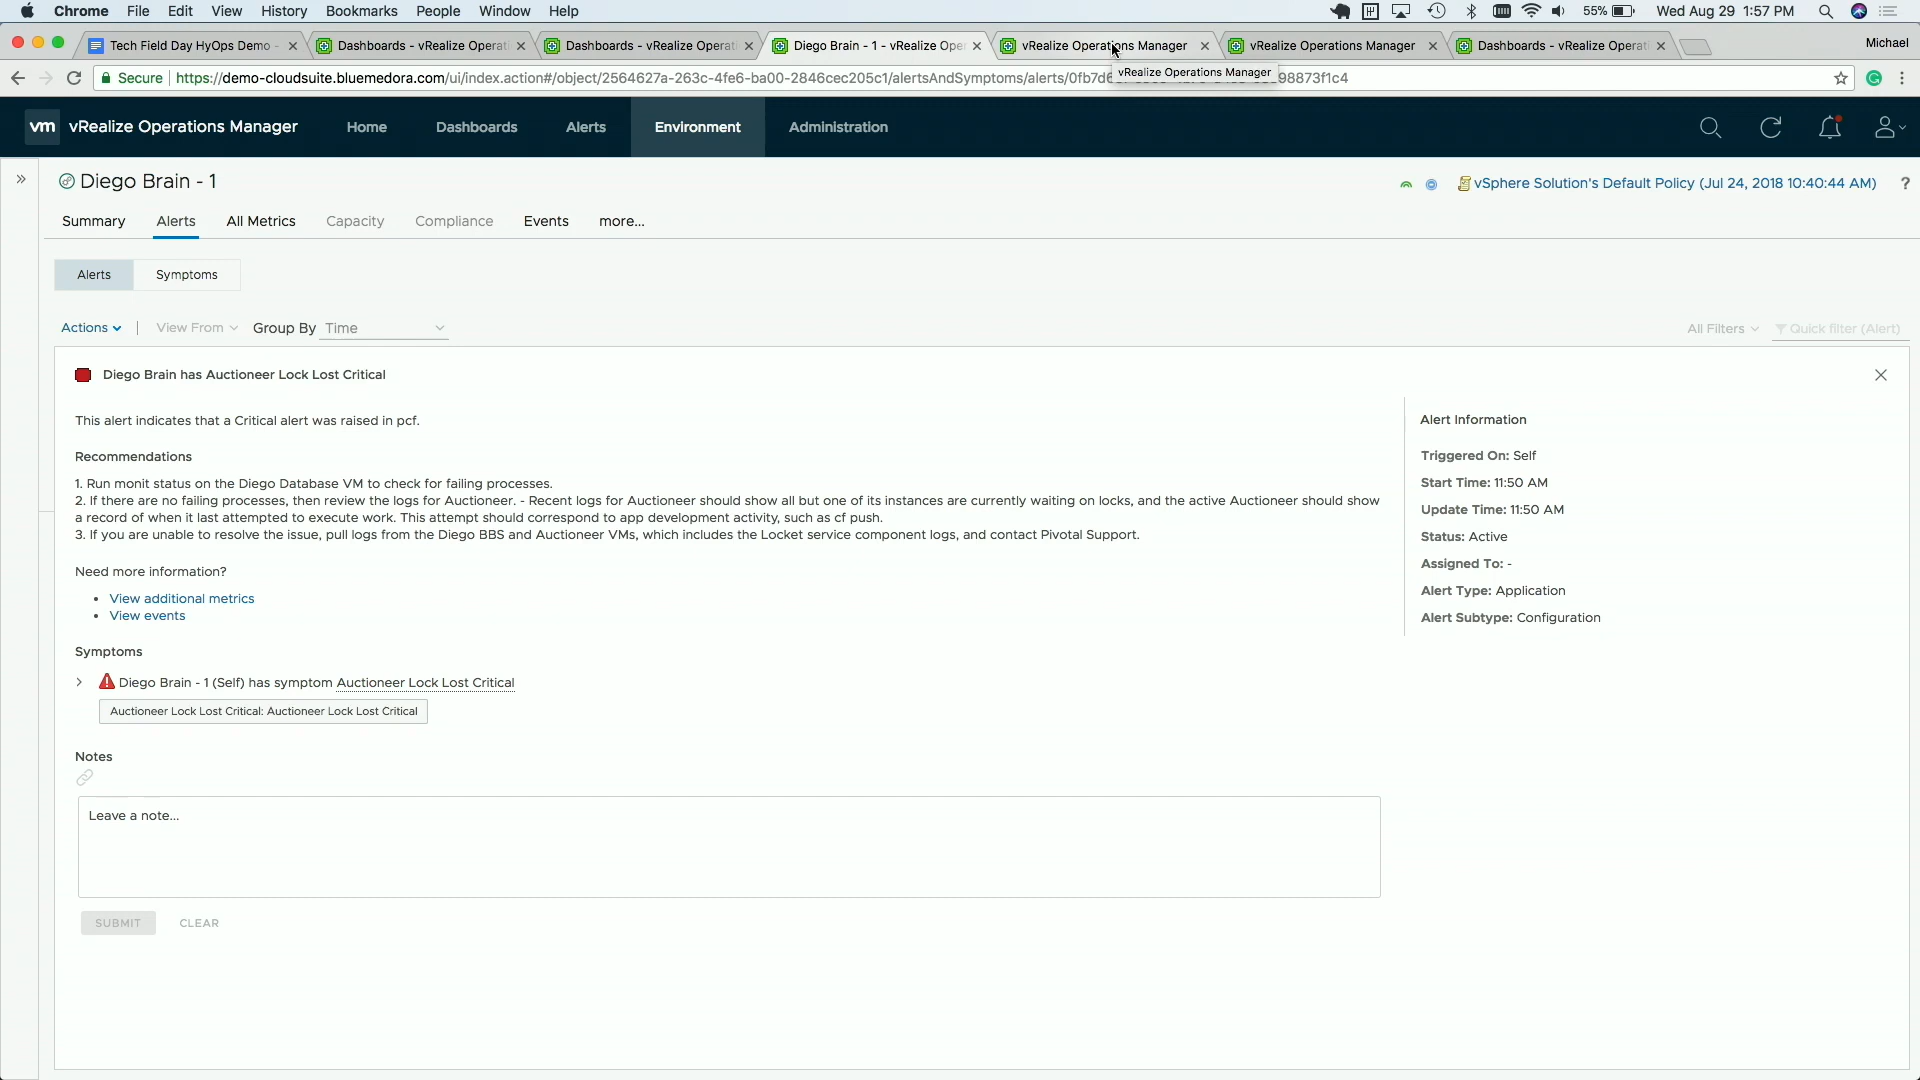 Chrome File Edit View History Bookmarks People Window Help 55% Wed Aug 29 1:57 PM
Tech Field Day HyOps Demo - Dashboards - vRealize Operati Dashboards - vRealize Operati Diego Brain - 1 - vRealize Ope vRealize Operations Manager vRealize Operations Manager Dashboards - vRealize Operati Michael
Secure https://demo-cloudsuite.bluemedora.com/ui/index.action#/object/2564627a-263c-4fe6-ba00-2846cec205c1/alertsAndSymptoms/alerts/0fb7d6 98873f1c4
vRealize Operations Manager
vm vRealize Operations Manager Home Dashboards Alerts Environment Administration
Diego Brain - 1
vSphere Solution's Default Policy (Jul 24, 2018 10:40:44 AM) ?
Summary Alerts All Metrics Capacity Compliance Events more...
Alerts Symptoms
Actions View From Group By Time All Filters Quick filter (Alert)
Diego Brain has Auctioneer Lock Lost Critical
This alert indicates that a Critical alert was raised in pcf.
Recommendations
1. Run monit status on the Diego Database VM to check for failing processes.
2. If there are no failing processes, then review the logs for Auctioneer. - Recent logs for Auctioneer should show all but one of its instances are currently waiting on locks, and the active Auctioneer should show
a record of when it last attempted to execute work. This attempt should correspond to app development activity, such as cf push.
3. If you are unable to resolve the issue, pull logs from the Diego BBS and Auctioneer VMs, which includes the Locket service component logs, and contact Pivotal Support.
Need more information?
• View additional metrics
• View events
Symptoms
Diego Brain - 1 (Self) has symptom Auctioneer Lock Lost Critical
Auctioneer Lock Lost Critical: Auctioneer Lock Lost Critical
Notes
Leave a note...
SUBMIT CLEAR
Alert Information
Triggered On: Self
Start Time: 11:50 AM
Update Time: 11:50 AM
Status: Active
Assigned To: -
Alert Type: Application
Alert Subtype: Configuration